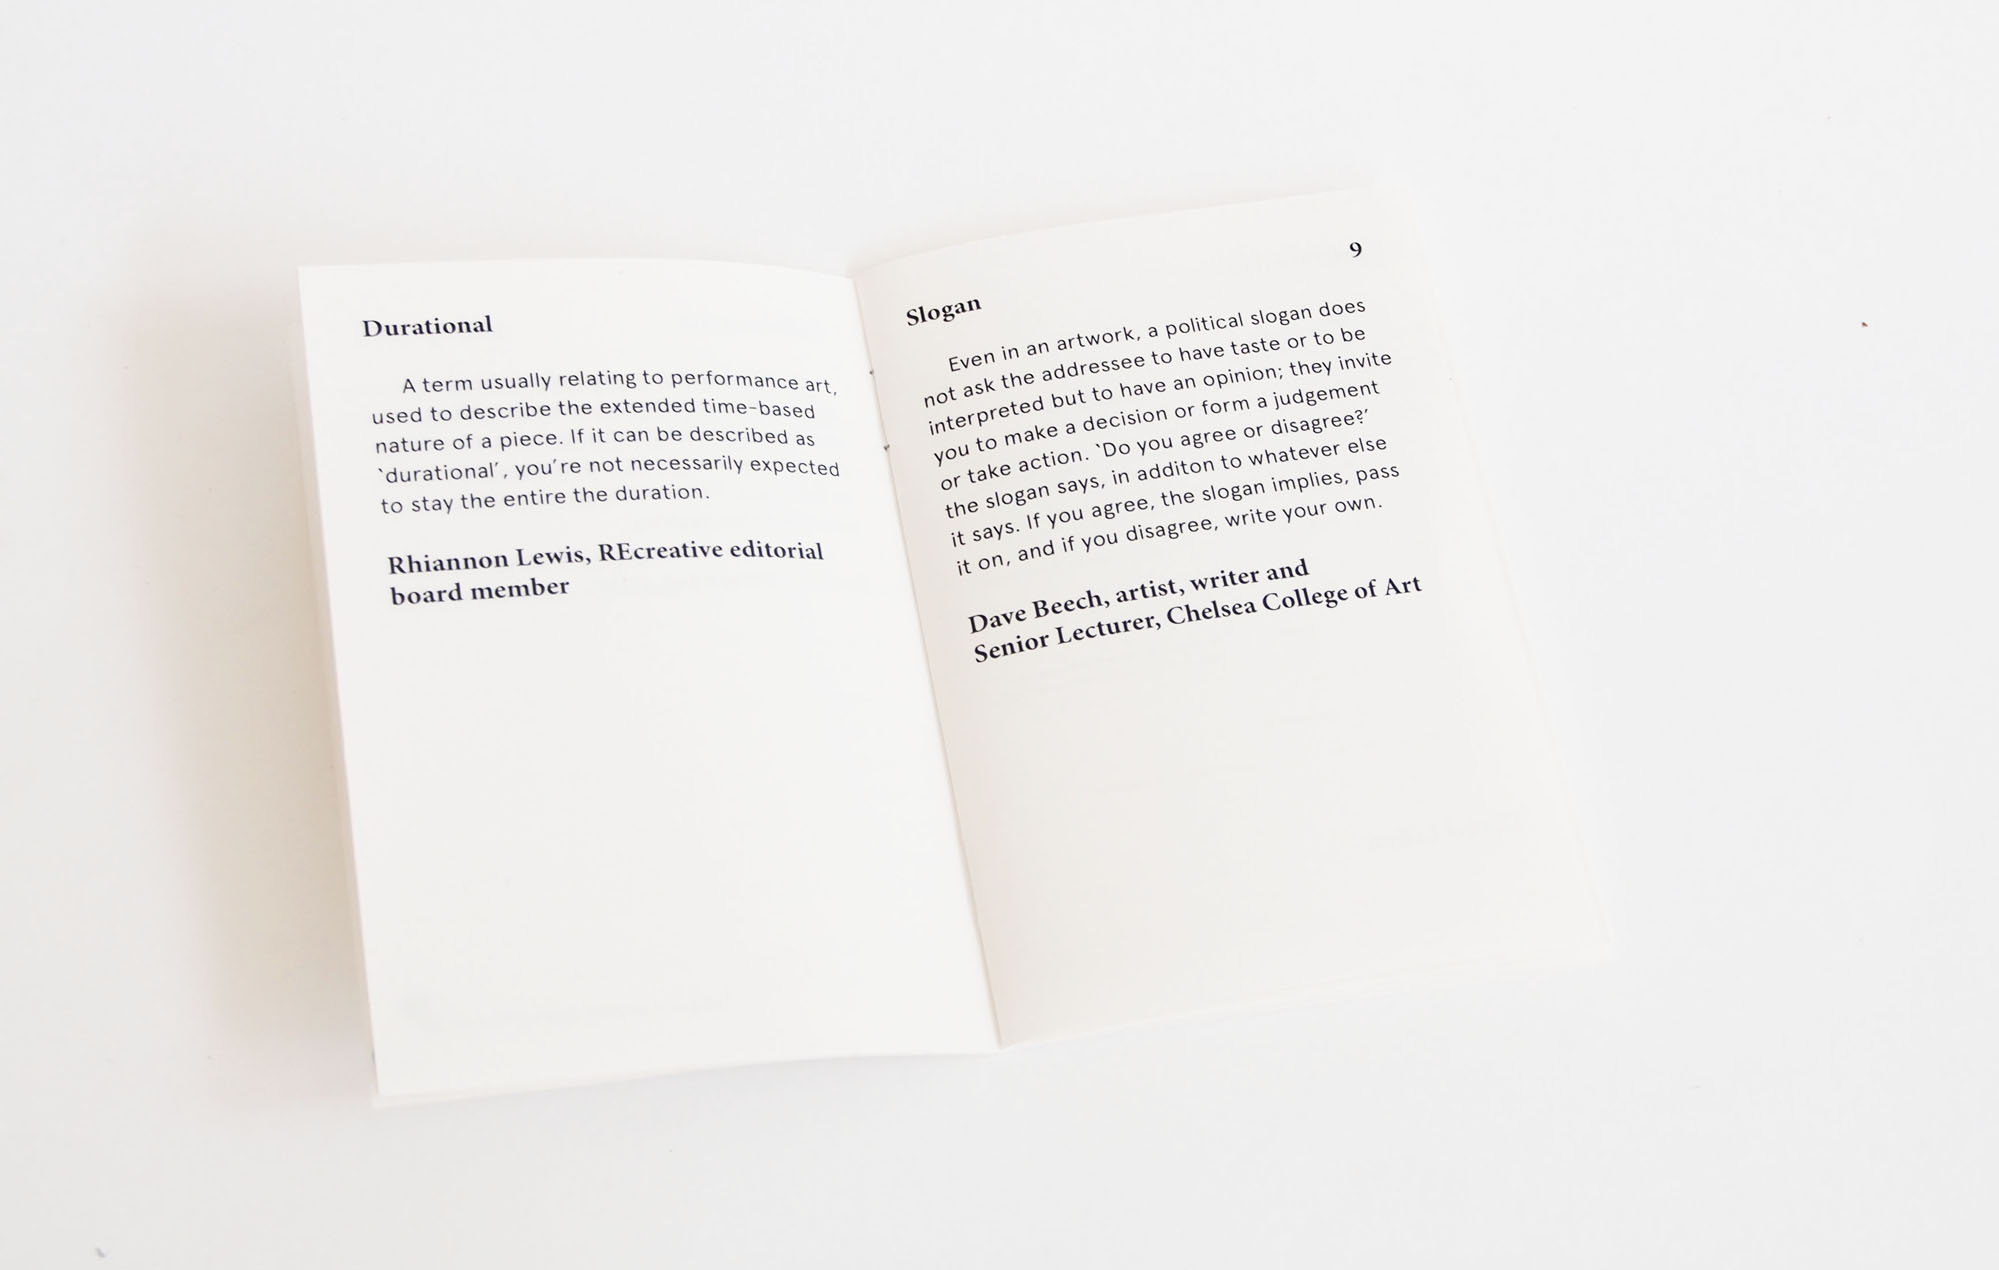 Durational
A term usually relating to performance art,
used to describe the extended time-based
nature of a piece. If it can be described as
‘durational’, you’re not necessarily expected
to stay the entire the duration.
Rhiannon Lewis, REcreative editorial
board member
9
Slogan
Even in an artwork, a political slogan does
not ask the addressee to have taste or to be
interpreted but to have an opinion; they invite
you to make a decision or form a judgement
or take action. ‘Do you agree or disagree?’
the slogan says, in additon to whatever else
it says. If you agree, the slogan implies, pass
it on, and if you disagree, write your own.
Dave Beech, artist, writer and
Senior Lecturer, Chelsea College of Art